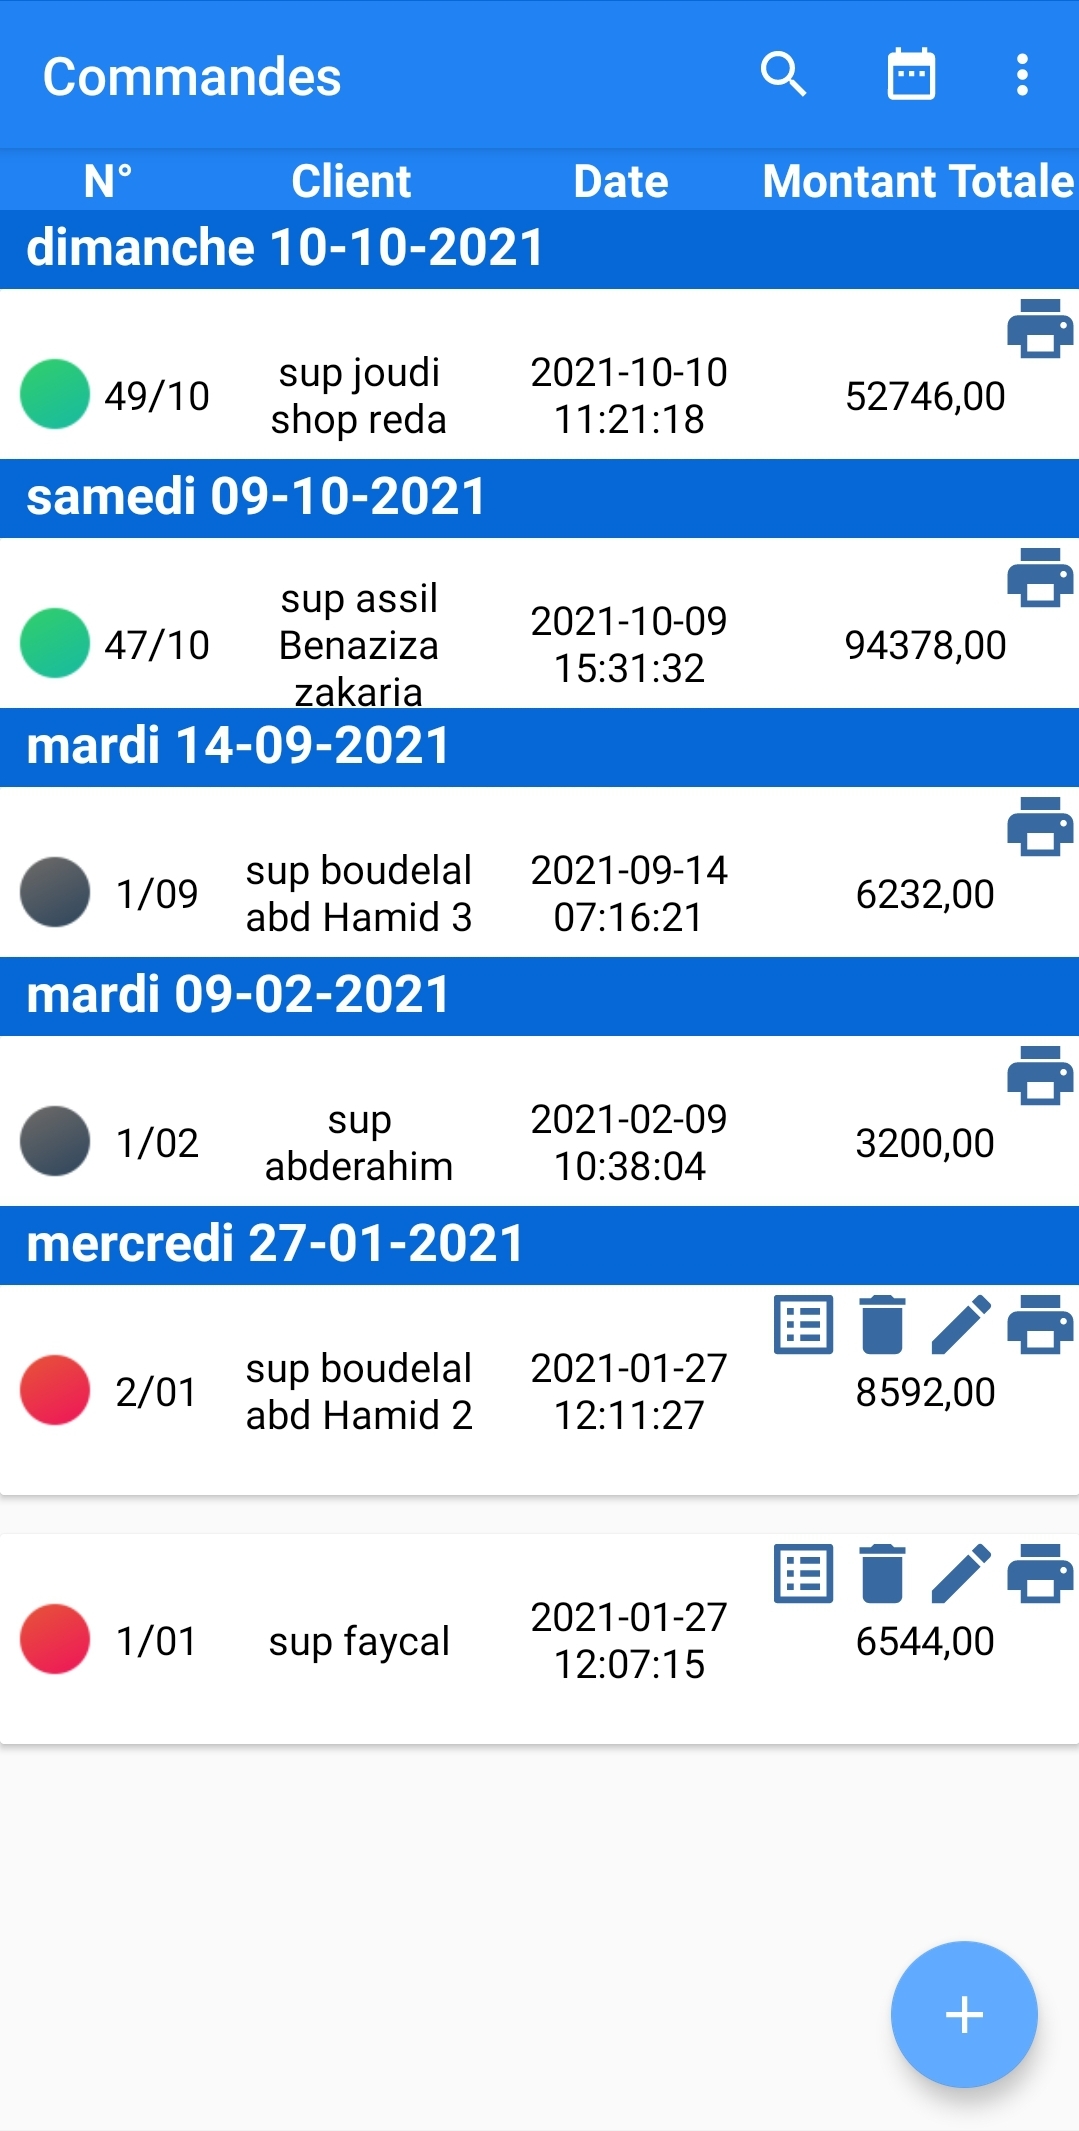 Commandes
N° Client Date Montant Totale
dimanche 10-10-2021
49/10 sup joudi shop reda 2021-10-10 11:21:18 52746,00
samedi 09-10-2021
47/10 sup assil Benaziza zakaria 2021-10-09 15:31:32 94378,00
mardi 14-09-2021
1/09 sup boudelal abd Hamid 3 2021-09-14 07:16:21 6232,00
mardi 09-02-2021
1/02 sup abderahim 2021-02-09 10:38:04 3200,00
mercredi 27-01-2021
2/01 sup boudelal abd Hamid 2 2021-01-27 12:11:27 8592,00
1/01 sup faycal 2021-01-27 12:07:15 6544,00